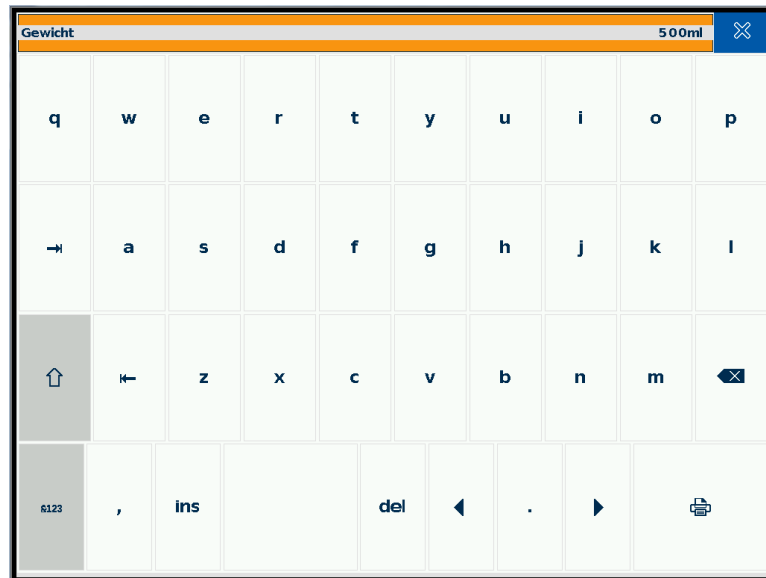 Gewicht 500ml
q w e r t y u i o p
a s d f g h j k l
z x c v b n m
&123 , ins del .